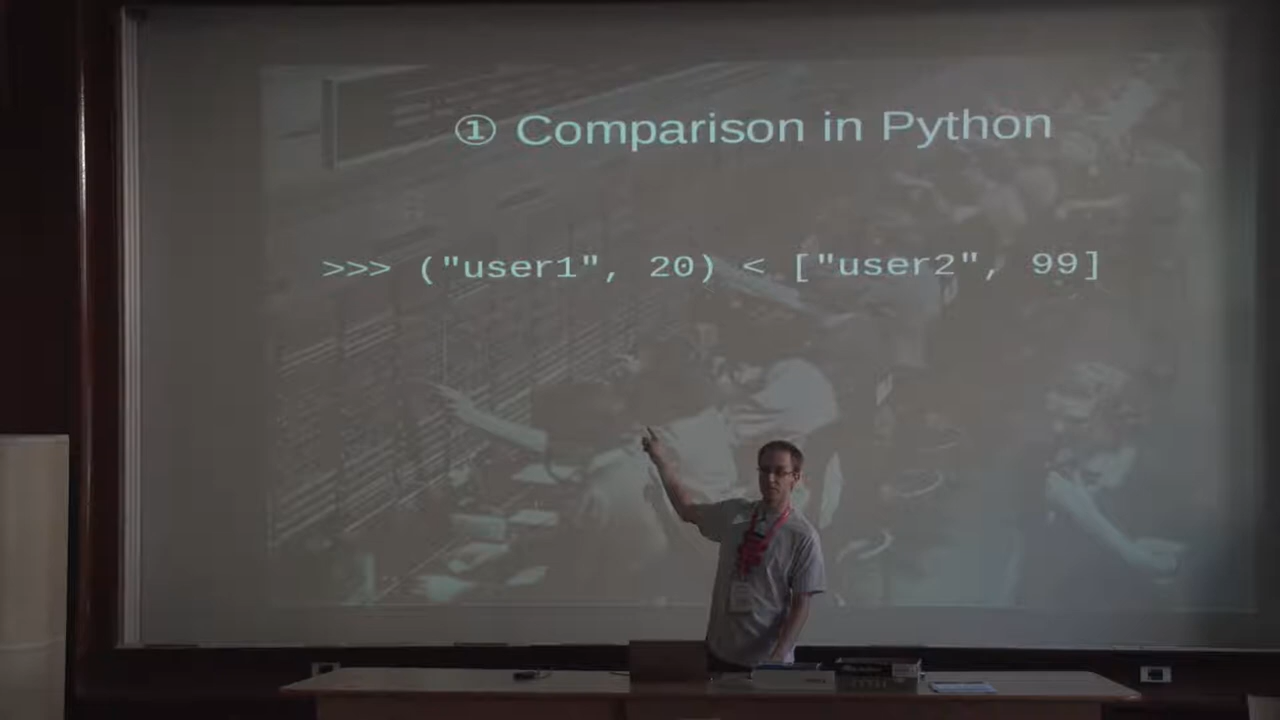 ① Comparison in Python
>>> ("user1", 20) < ["user2", 99]